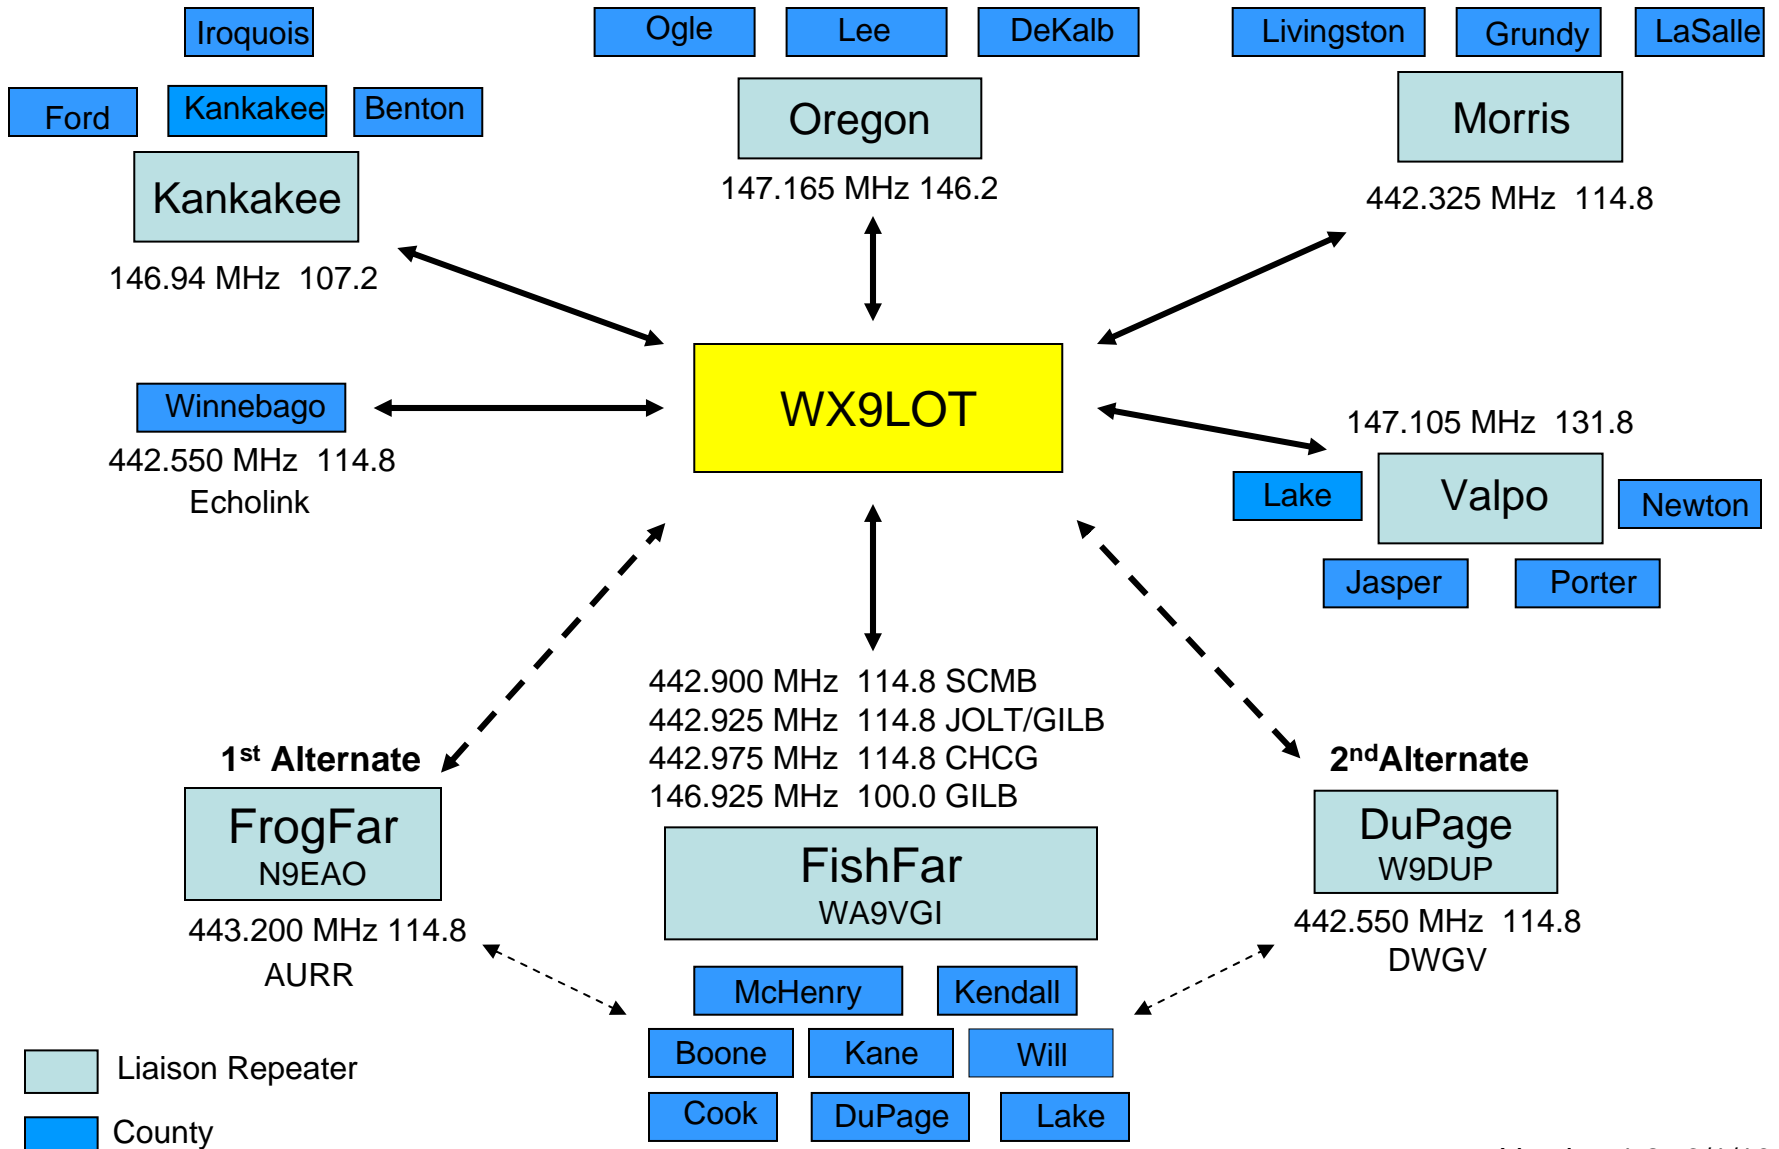 Iroquois
Ogle
Lee
DeKalb
Livingston
Grundy
LaSalle
Ford
Kankakee
Benton
Oregon
147.165 MHz 146.2
Morris
442.325 MHz  114.8
Kankakee
146.94 MHz  107.2
Winnebago
442.550 MHz  114.8
Echolink
WX9LOT
147.105 MHz  131.8
Lake
Valpo
Newton
Jasper
Porter
442.900 MHz  114.8 SCMB
442.925 MHz  114.8 JOLT/GILB
442.975 MHz  114.8 CHCG
146.925 MHz  100.0 GILB
1st Alternate
FrogFar
N9EAO
443.200 MHz 114.8
AURR
FishFar
WA9VGI
2ndAlternate
DuPage
W9DUP
442.550 MHz  114.8
DWGV
McHenry
Kendall
Boone
Kane
Will
Cook
DuPage
Lake
Liaison Repeater
County